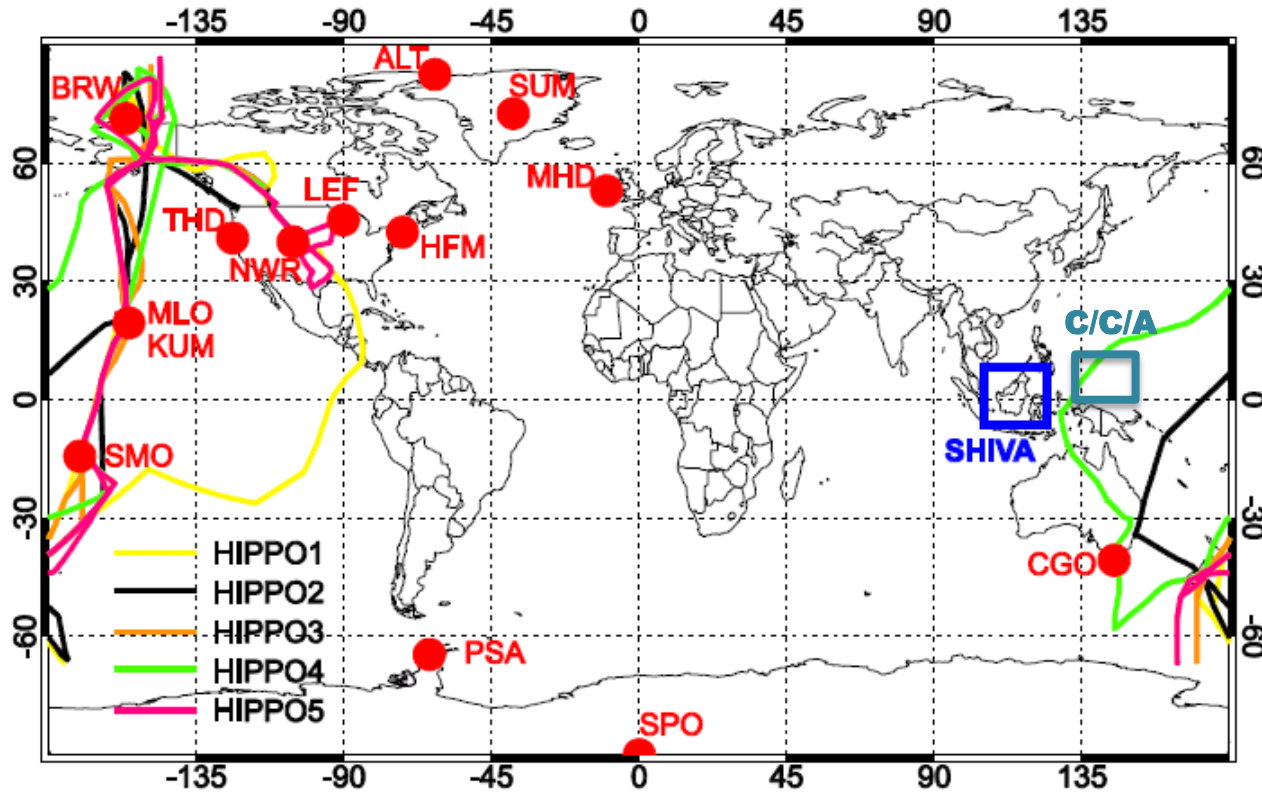 -135 -90 -45 0 45 90 135
ALT
BRW
SUM
60 60
MHD
LEF
THD
HFM
NWR
30 30
MLO
KUM
C/C/A
0 0
SHIVA
SMO
-30 -30
HIPPO1
CGO
HIPPO2
HIPPO3
-60 -60
PSA
HIPPO4
HIPPO5
SPO
-135 -90 -45 0 45 90 135